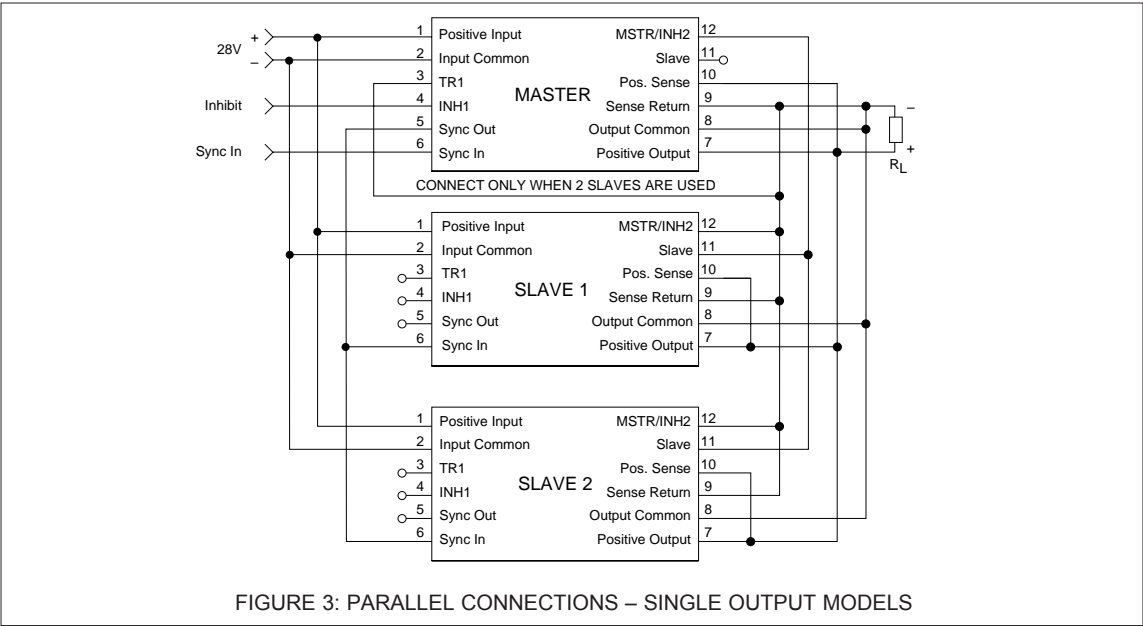 28V
+
–
Inhibit
Sync In
1 Positive Input MSTR/INH2 12
2 Input Common Slave 11
3 TR1 Pos. Sense 10
4 INH1 MASTER Sense Return 9
5 Sync Out Output Common 8
6 Sync In Positive Output 7
–
+
RL
CONNECT ONLY WHEN 2 SLAVES ARE USED
1 Positive Input MSTR/INH2 12
2 Input Common Slave 11
3 TR1 Pos. Sense 10
4 INH1 SLAVE 1 Sense Return 9
5 Sync Out Output Common 8
6 Sync In Positive Output 7
1 Positive Input MSTR/INH2 12
2 Input Common Slave 11
3 TR1 Pos. Sense 10
4 INH1 SLAVE 2 Sense Return 9
5 Sync Out Output Common 8
6 Sync In Positive Output 7
FIGURE 3: PARALLEL CONNECTIONS – SINGLE OUTPUT MODELS